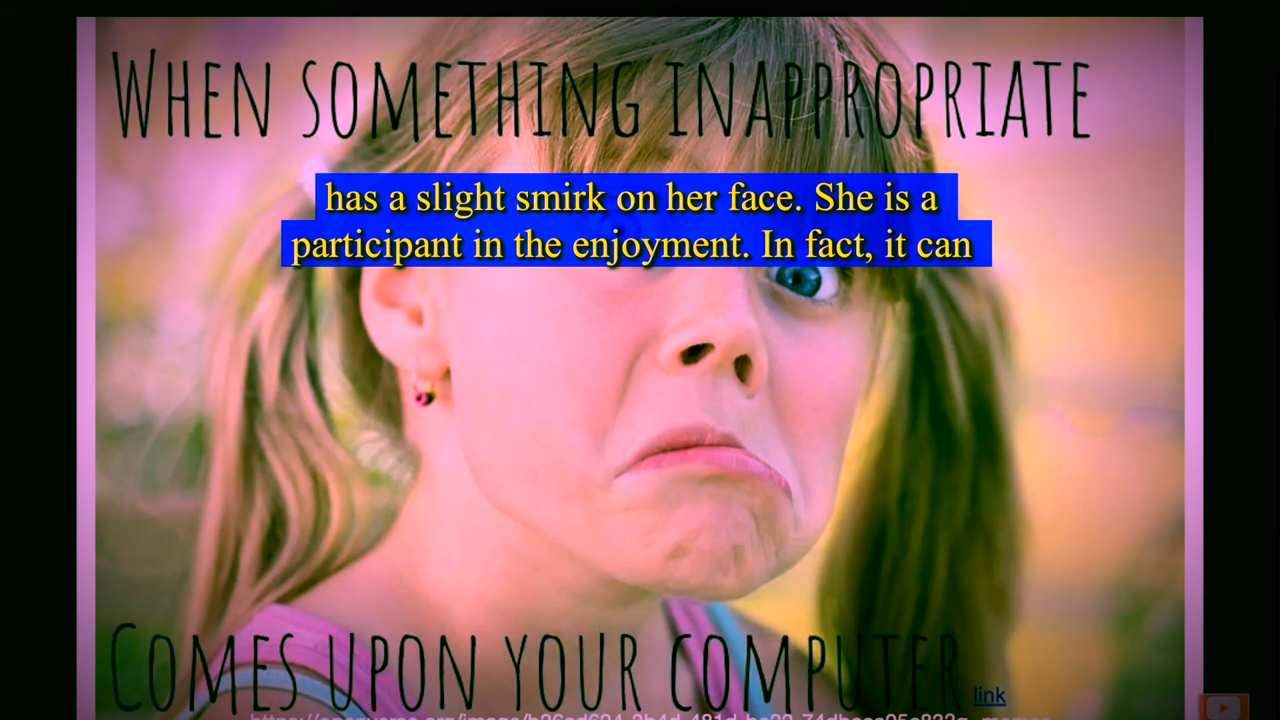 WHEN SOMETHING INAPPROPRIATE
has a slight smirk on her face. She is a
participant in the enjoyment. In fact, it can
COMES UPON YOUR COMPUTER
link